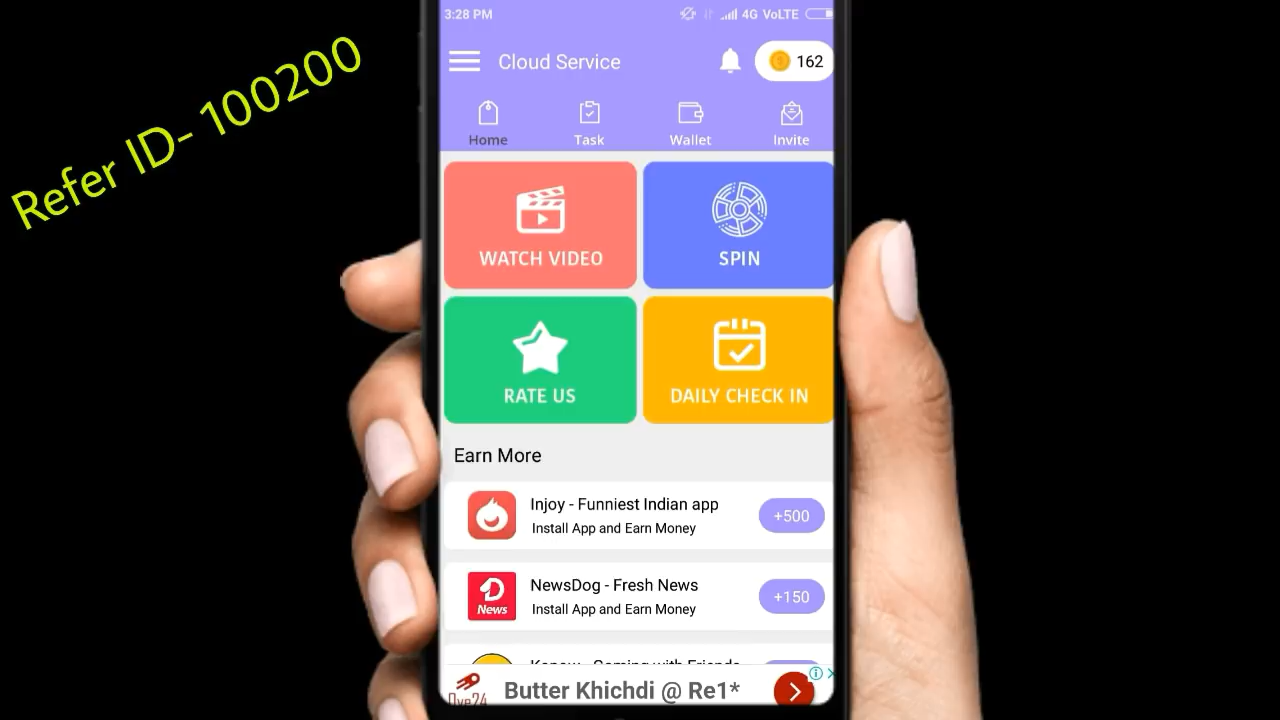 Refer ID- 100200
3:28 PM
4G VoLTE
Cloud Service
162
Home
Task
Wallet
Invite
WATCH VIDEO
SPIN
RATE US
DAILY CHECK IN
Earn More
Injoy - Funniest Indian app
Install App and Earn Money
+500
D
News
NewsDog - Fresh News
Install App and Earn Money
+150
Butter Khichdi @ Re1*